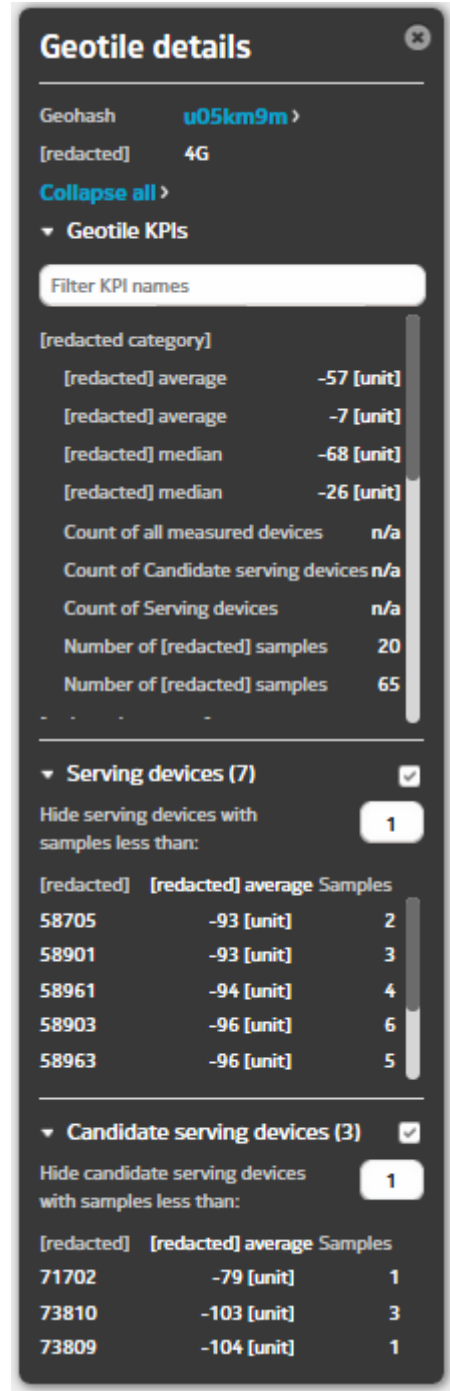 Geotile details
Geohash u05km9m >
[redacted] 4G
Collapse all >
Geotile KPIs
Filter KPI names
[redacted category]
[redacted] average -57 [unit]
[redacted] average -7 [unit]
[redacted] median -68 [unit]
[redacted] median -26 [unit]
Count of all measured devices n/a
Count of Candidate serving devices n/a
Count of Serving devices n/a
Number of [redacted] samples 20
Number of [redacted] samples 65
Serving devices (7)
Hide serving devices with 1
samples less than:
[redacted] [redacted] average Samples
58705 -93 [unit] 2
58901 -93 [unit] 3
58961 -94 [unit] 4
58903 -96 [unit] 6
58963 -96 [unit] 5
Candidate serving devices (3)
Hide candidate serving devices 1
with samples less than:
[redacted] [redacted] average Samples
71702 -79 [unit] 1
73810 -103 [unit] 3
73809 -104 [unit] 1